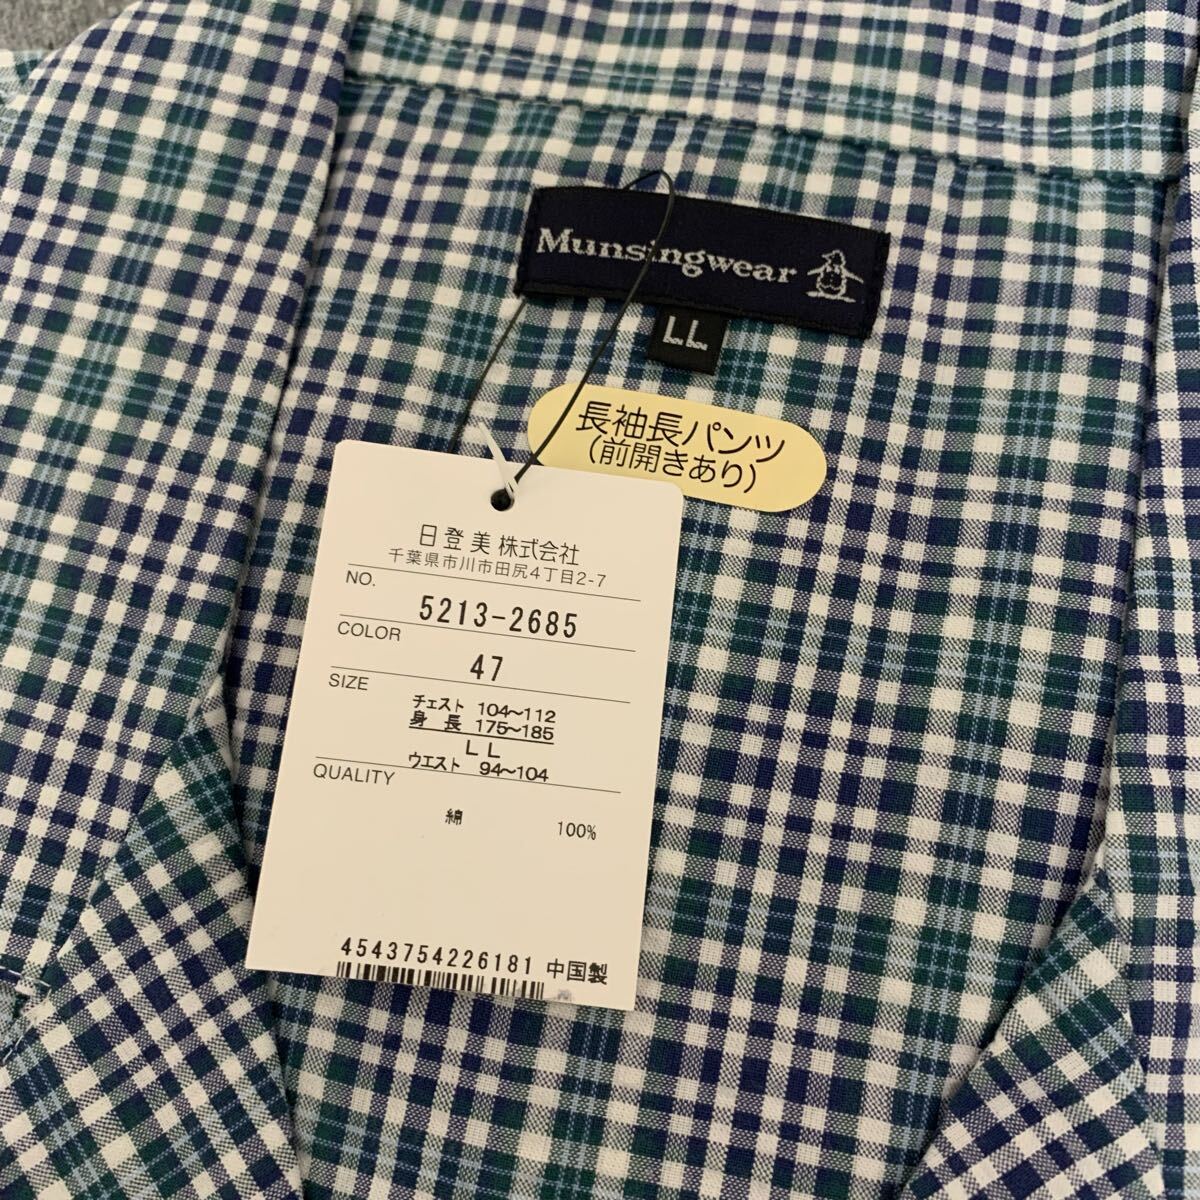 Munsingwear
LL
長袖長パンツ
(前開きあり)
日登美株式会社
千葉県市川市田尻4丁目2-7
NO.
5213-2685
COLOR
47
SIZE
チェスト 104~112
身長 175~185
LL
ウエスト 94~104
QUALITY
綿 100%
4543754226181 中国製